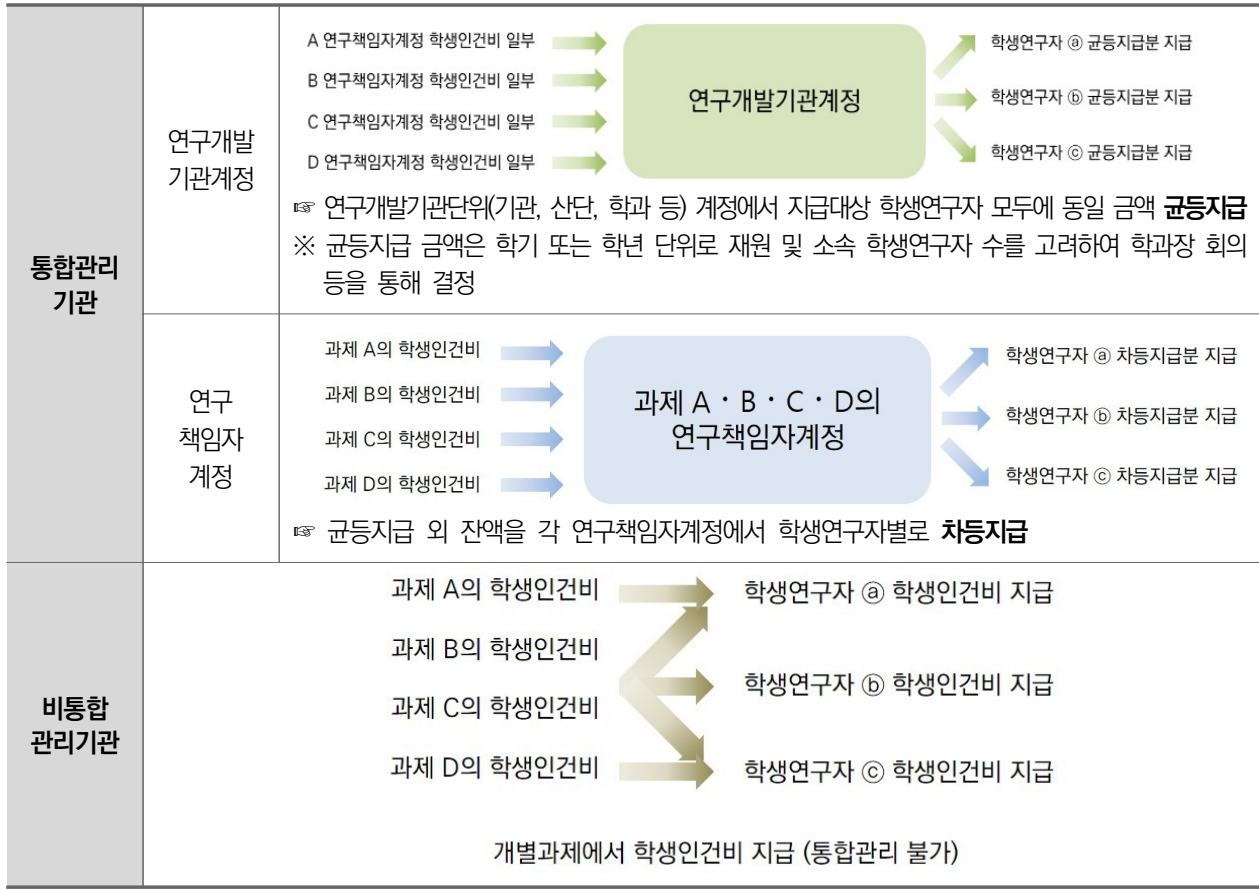 통합관리
기관
연구개발
기관계정
A 연구책임자계정 학생인건비 일부
B 연구책임자계정 학생인건비 일부
C 연구책임자계정 학생인건비 일부
D 연구책임자계정 학생인건비 일부
연구개발기관계정
학생연구자 ⓐ 균등지급분 지급
학생연구자 ⓑ 균등지급분 지급
학생연구자 ⓒ 균등지급분 지급
☞ 연구개발기관단위(기관, 산단, 학과 등) 계정에서 지급대상 학생연구자 모두에 동일 금액 균등지급
※ 균등지급 금액은 학기 또는 학년 단위로 재원 및 소속 학생연구자 수를 고려하여 학과장 회의
등을 통해 결정
연구
책임자
계정
과제 A의 학생인건비
과제 B의 학생인건비
과제 C의 학생인건비
과제 D의 학생인건비
과제 A・B・C・D의
연구책임자계정
학생연구자 ⓐ 차등지급분 지급
학생연구자 ⓑ 차등지급분 지급
학생연구자 ⓒ 차등지급분 지급
☞ 균등지급 외 잔액을 각 연구책임자계정에서 학생연구자별로 차등지급
비통합
관리기관
과제 A의 학생인건비
과제 B의 학생인건비
과제 C의 학생인건비
과제 D의 학생인건비
학생연구자 ⓐ 학생인건비 지급
학생연구자 ⓑ 학생인건비 지급
학생연구자 ⓒ 학생인건비 지급
개별과제에서 학생인건비 지급 (통합관리 불가)